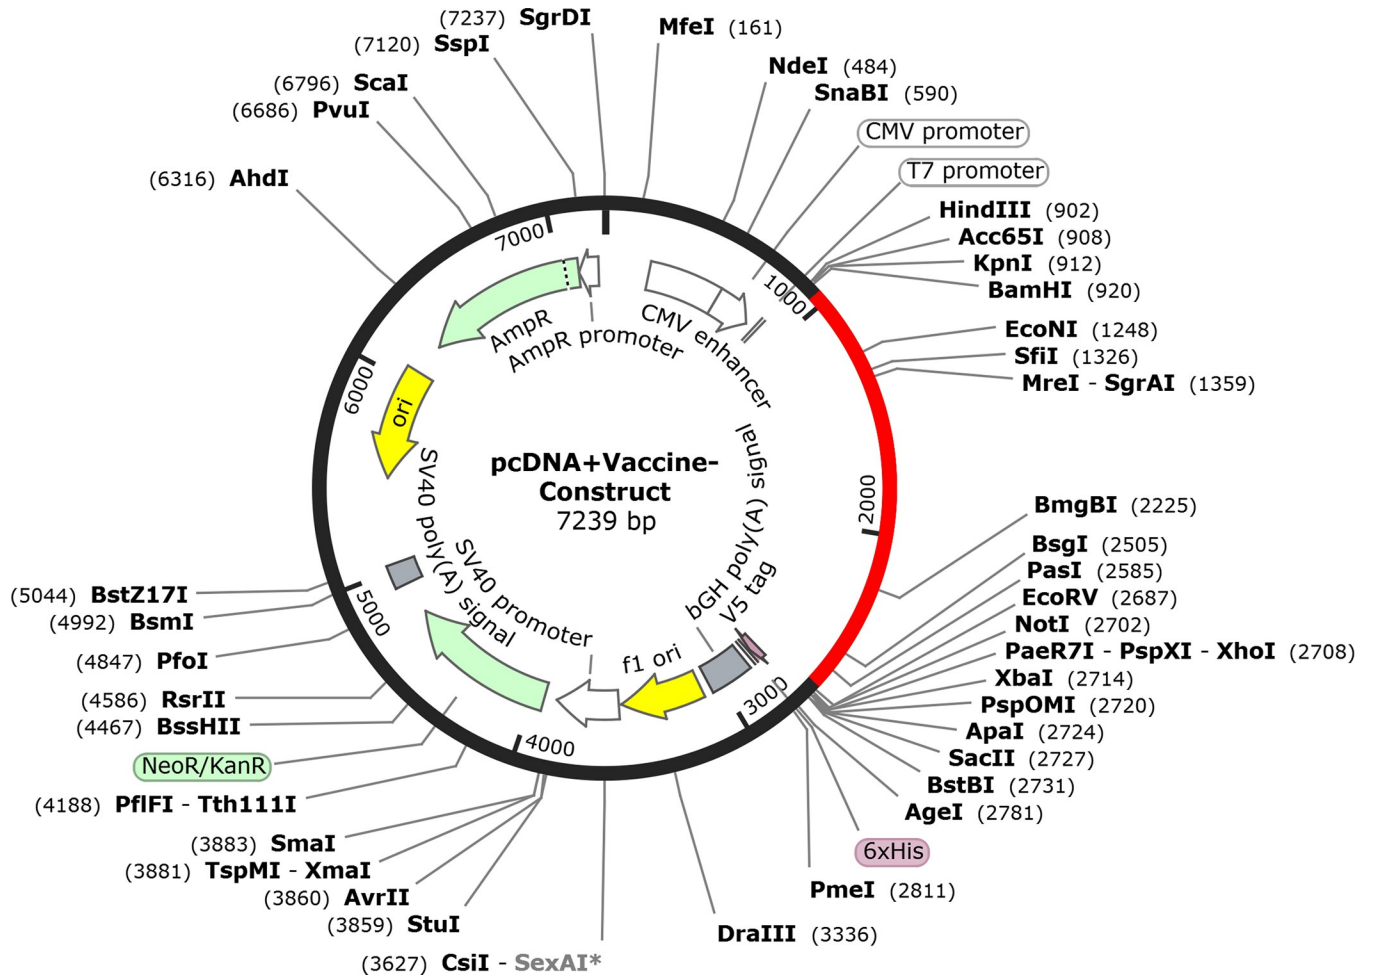 (7237) SgrDI
(7120) SspI
(6796) ScaI
(6686) PvuI
(6316) AhdI
MfeI (161)
NdeI (484)
SnaBI (590)
CMV promoter
T7 promoter
HindIII (902)
Acc65I (908)
KpnI (912)
BamHI (920)
EcoNI (1248)
SfiI (1326)
MreI - SgrAI (1359)
BmgBI (2225)
BsgI (2505)
PasI (2585)
EcoRV (2687)
NotI (2702)
PaeR7I - PspXI - XhoI (2708)
XbaI (2714)
PspOMI (2720)
ApaI (2724)
SacII (2727)
BstBI (2731)
AgeI (2781)
6xHis
PmeI (2811)
DraIII (3336)
(3627) CsiI - SexAI*
(3859) StuI
(3860) AvrII
(3881) TspMI - XmaI
(3883) SmaI
(4188) PflFI - Tth111I
NeoR/KanR
(4467) BssHII
(4586) RsrII
(4847) PfoI
(4992) BsmI
(5044) BstZ17I
1000
2000
3000
4000
5000
6000
7000
AmpR
AmpR promoter
CMV enhancer
ori
SV40 poly(A) signal
SV40 promoter
f1 ori
bGH poly(A) signal
V5 tag
pcDNA+Vaccine-
Construct
7239 bp